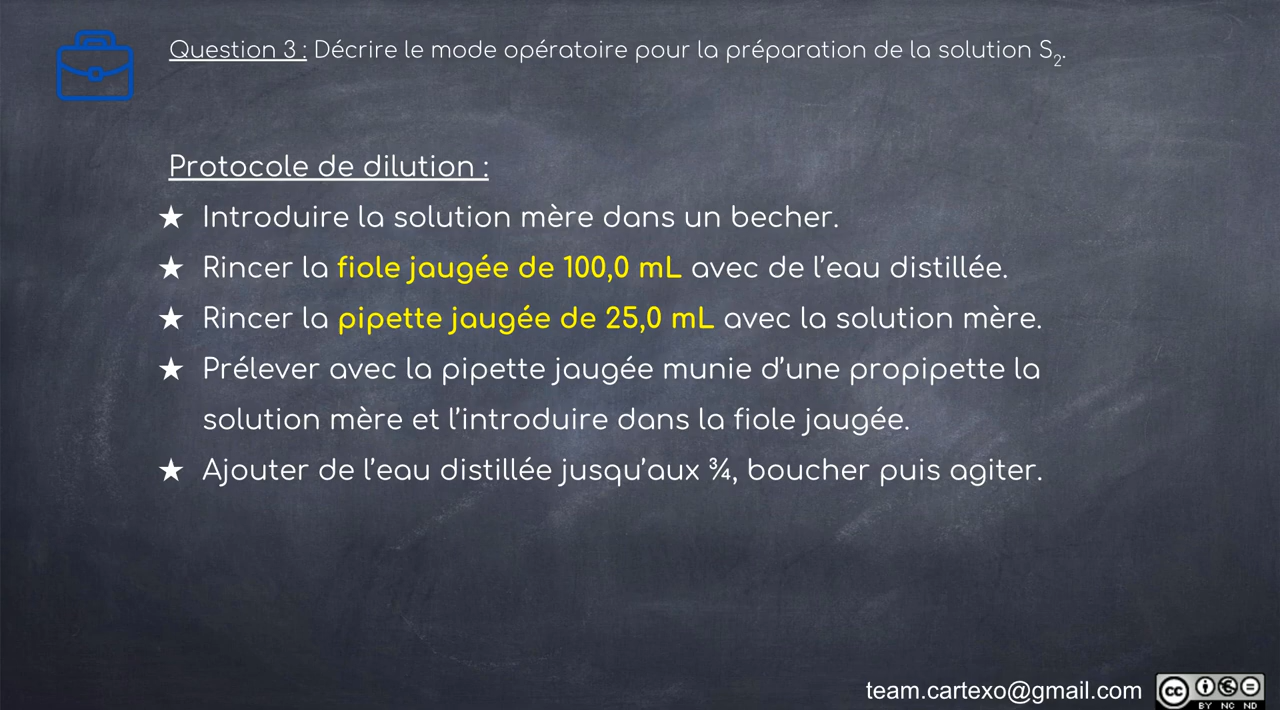 Question 3 : Décrire le mode opératoire pour la préparation de la solution S₂.
Protocole de dilution :
★ Introduire la solution mère dans un becher.
★ Rincer la fiole jaugée de 100,0 mL avec de l’eau distillée.
★ Rincer la pipette jaugée de 25,0 mL avec la solution mère.
★ Prélever avec la pipette jaugée munie d’une propipette la
solution mère et l’introduire dans la fiole jaugée.
★ Ajouter de l’eau distillée jusqu’aux ¾, boucher puis agiter.
team.cartexo@gmail.com
cc
BY NC ND